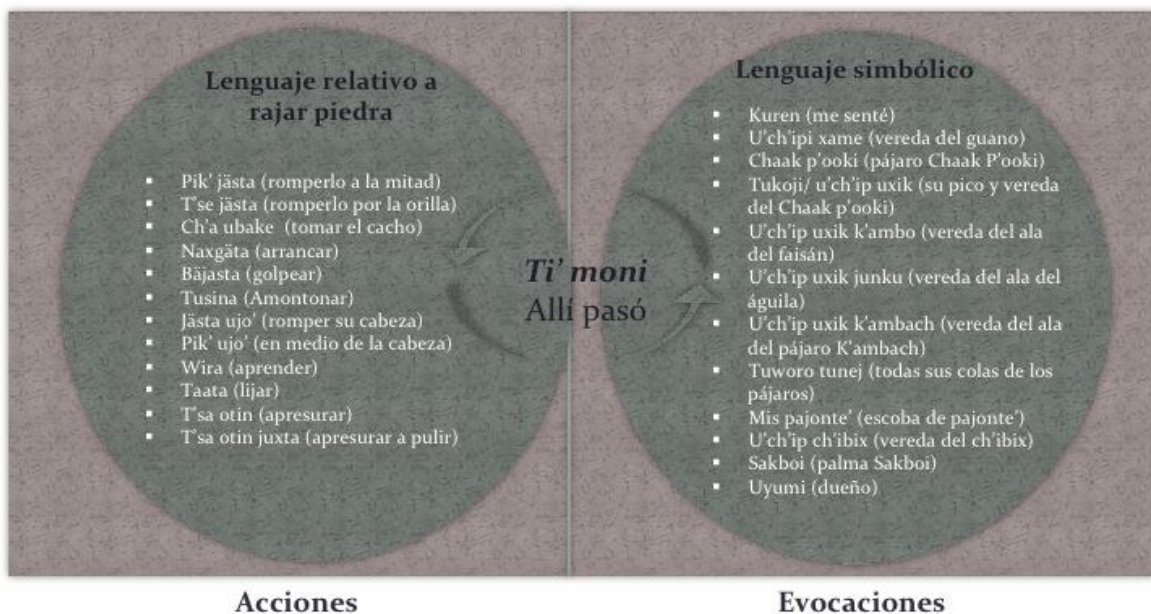 Lenguaje relativo a
rajar piedra
Pik' jästa (romperlo a la mitad)
T'se jästa (romperlo por la orilla)
Ch'a ubake (tomar el cacho)
Naxgäta (arrancar)
Bäjasta (golpear)
Tusina (Amontonar)
Jästa ujo' (romper su cabeza)
Pik' ujo' (en medio de la cabeza)
Wira (aprender)
Taata (lijar)
T'sa otin (apresurar)
T'sa otin juxta (apresurar a pulir)
Ti' moni
Allí pasó
Lenguaje simbólico
Kuren (me senté)
U'ch'ipi xame (vereda del guano)
Chaak p'ooki (pájaro Chaak P'ooki)
Tukoji/ u'ch'ip uxik (su pico y vereda
del Chaak p'ooki)
U'ch'ip uxik k'ambo (vereda del ala
del faisán)
U'ch'ip uxik junku (vereda del ala del
águila)
U'ch'ip uxik k'ambach (vereda del ala
del pájaro K'ambach)
Tuworo tunej (todas sus colas de los
pájaros)
Mis pajonte' (escoba de pajonte')
U'ch'ip ch'ibix (vereda del ch'ibix)
Sakboi (palma Sakboi)
Uyumi (dueño)
Acciones
Evocaciones